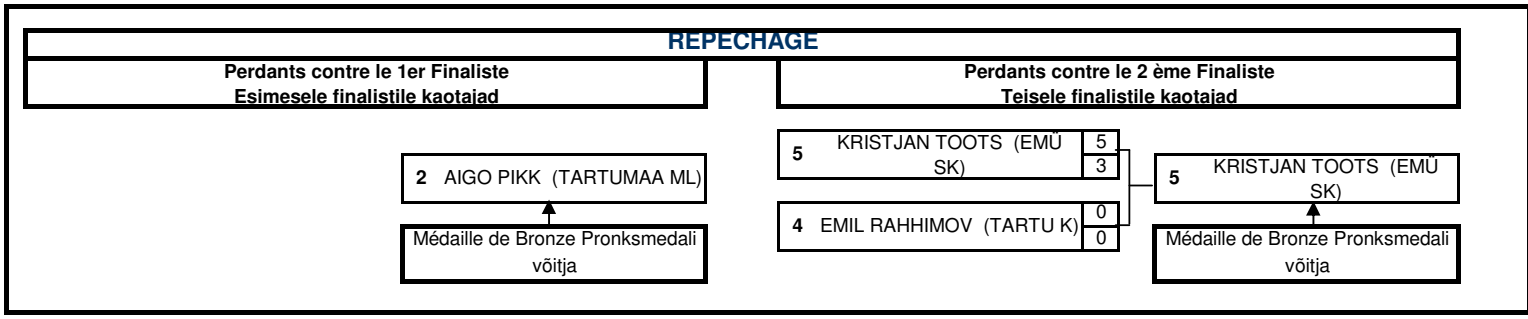 REPECHAGE
Perdants contre le 1er Finaliste
Esimesele finalistile kaotajad
Perdants contre le 2 ème Finaliste
Teisele finalistile kaotajad
2 AIGO PIKK (TARTUMAA ML)
Médaille de Bronze Pronksmedali
võitja
5 KRISTJAN TOOTS (EMÜ
SK)
5
3
4 EMIL RAHHIMOV (TARTU K)
0
0
5 KRISTJAN TOOTS (EMÜ
SK)
Médaille de Bronze Pronksmedali
võitja